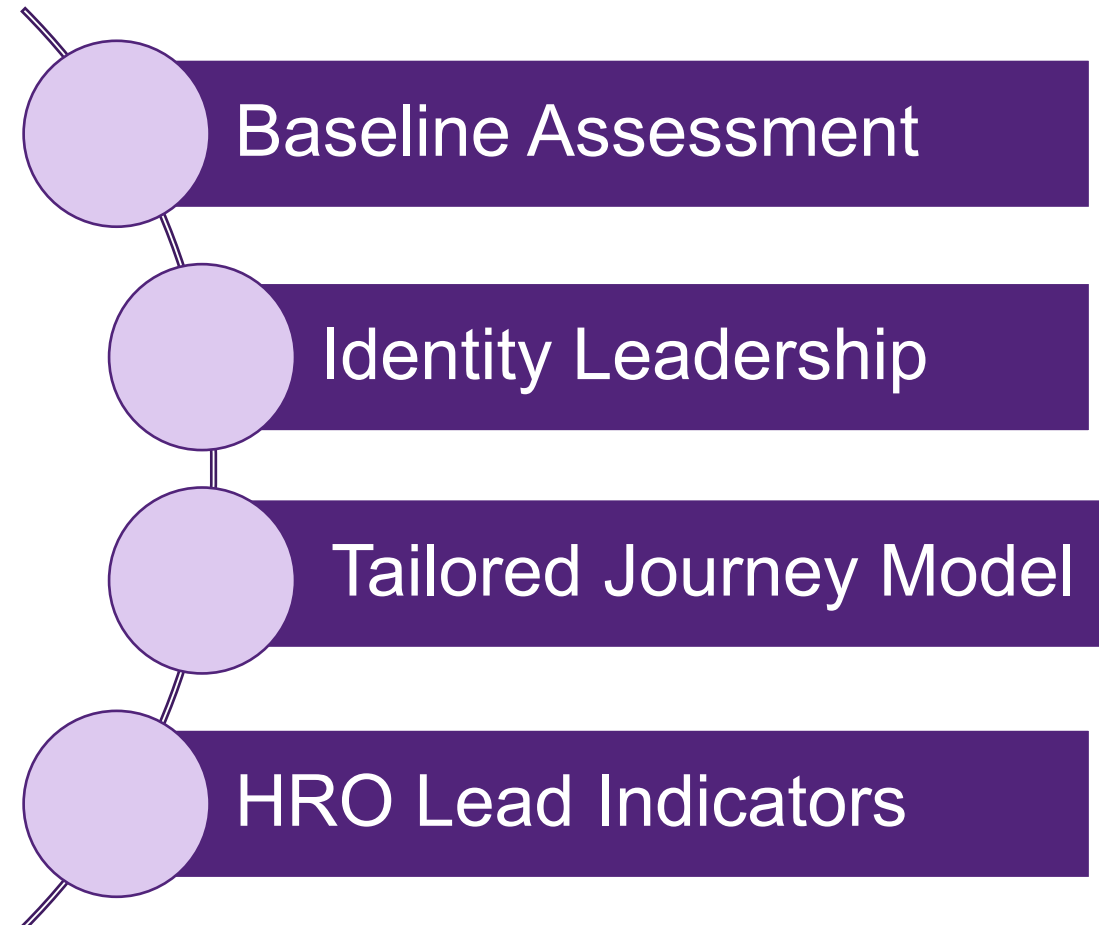 Baseline Assessment
Identity Leadership
Tailored Journey Model
HRO Lead Indicators